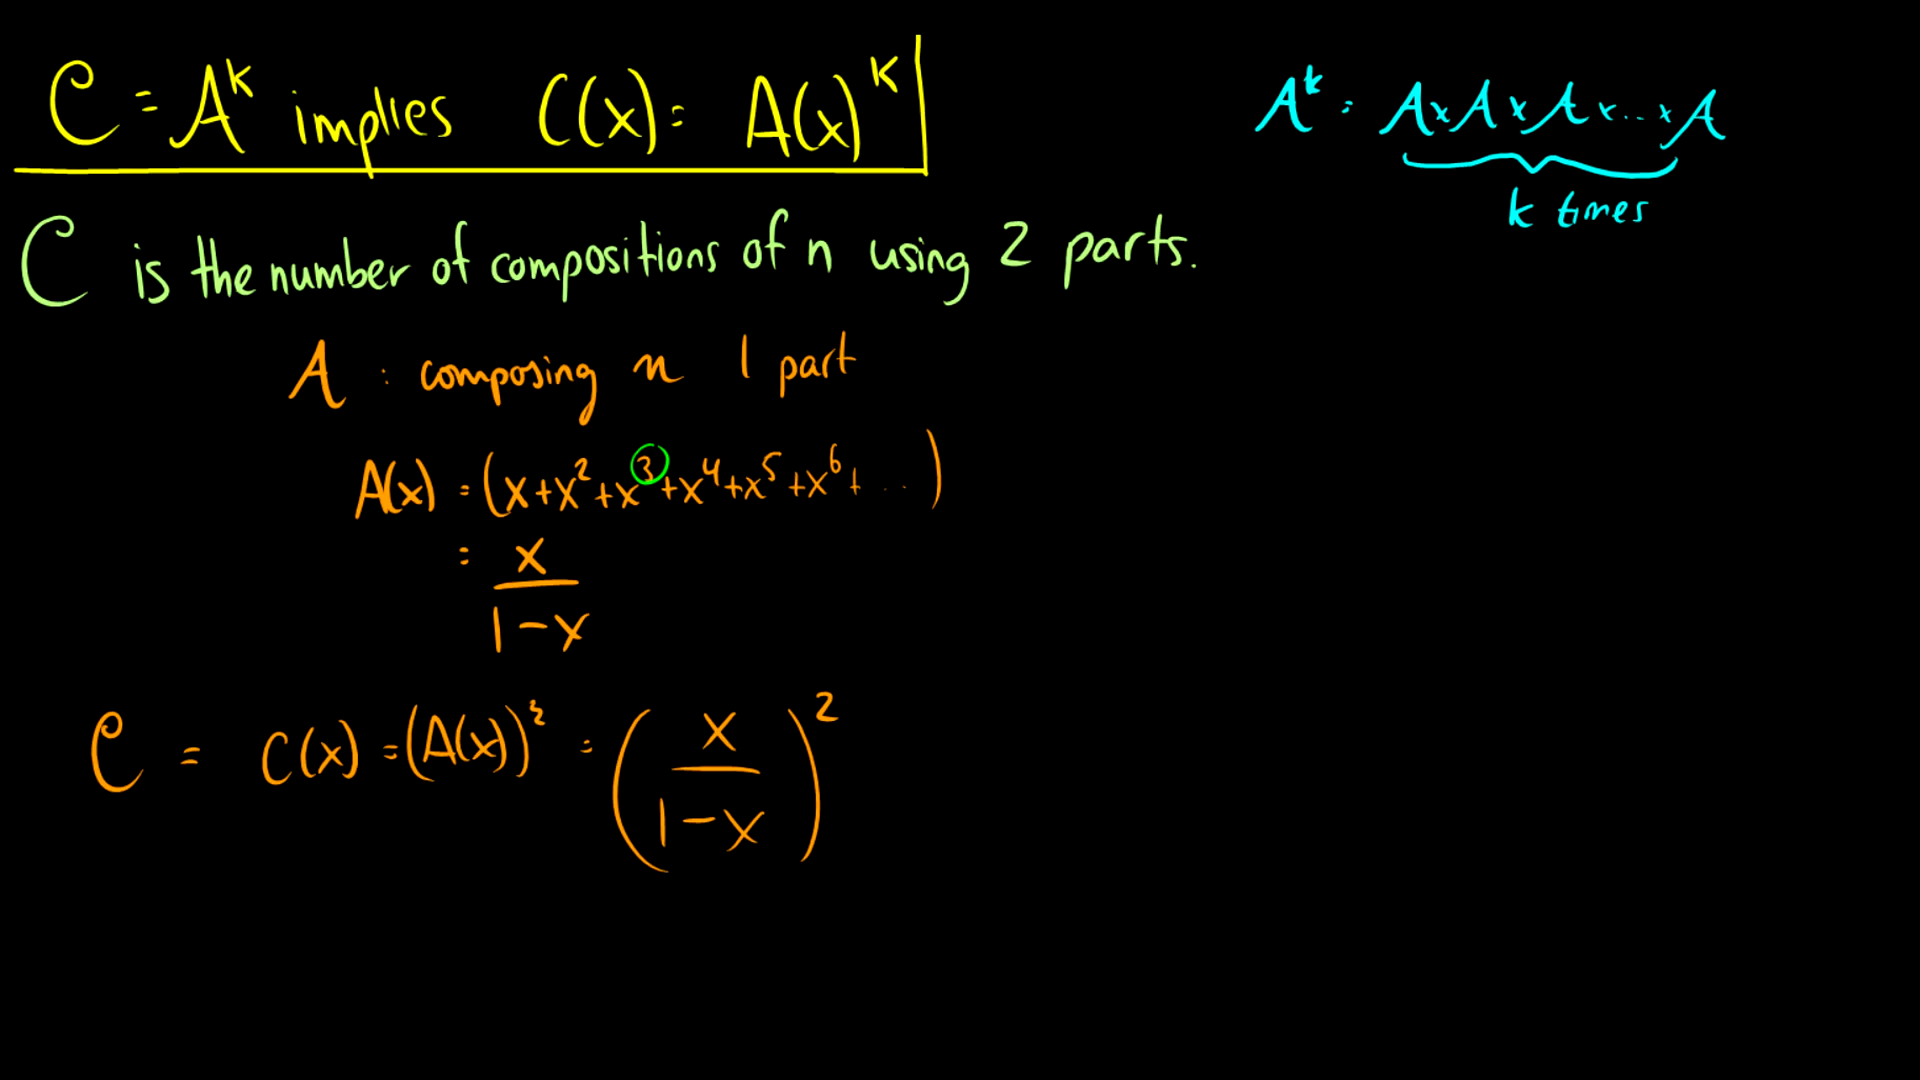 C = A^k implies C(x) = A(x)^k
A^k = A x A x A x ... x A
k times
C is the number of compositions of n using 2 parts.
A : composing n 1 part
A(x) = (x + x^2 + x^3 + x^4 + x^5 + x^6 + ...)
= x / (1 - x)
C = C(x) = (A(x))^2 = (x / (1 - x))^2